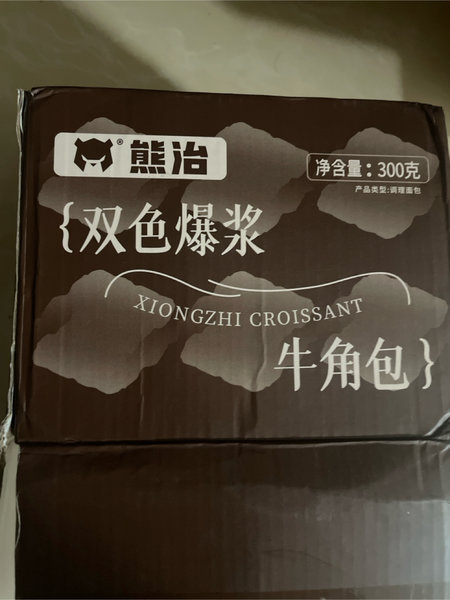 熊治®
净含量：300克
产品类型:调理面包
{双色爆浆
XIONGZHI CROISSANT
牛角包}